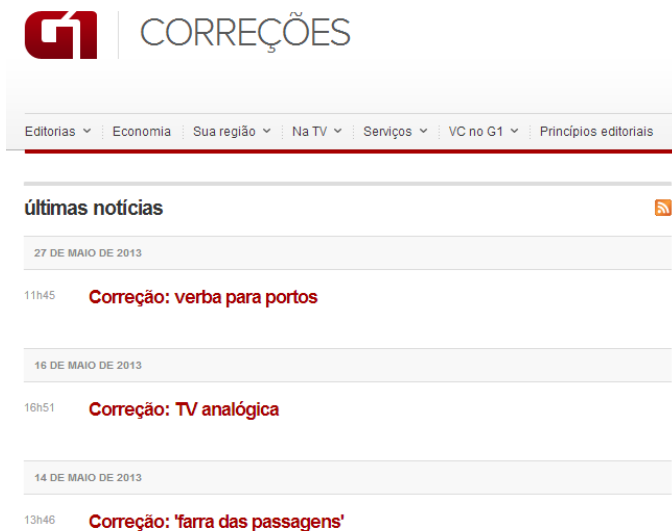 G1 CORREÇÕES
Editorias Economia Sua região Na TV Serviços VC no G1 Princípios editoriais
últimas notícias
27 DE MAIO DE 2013
11h45 Correção: verba para portos
16 DE MAIO DE 2013
16h51 Correção: TV analógica
14 DE MAIO DE 2013
13h46 Correção: 'farra das passagens'